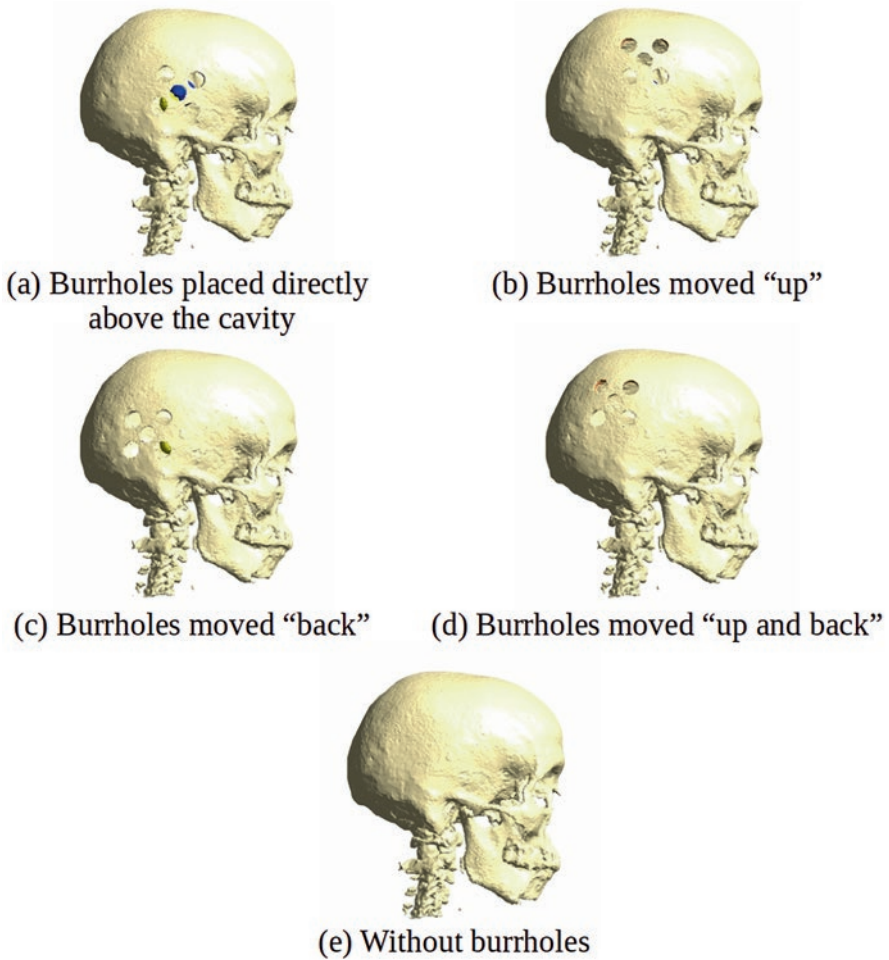 (a) Burrholes placed directly
above the cavity
(b) Burrholes moved “up”
(c) Burrholes moved “back”
(d) Burrholes moved “up and back”
(e) Without burrholes